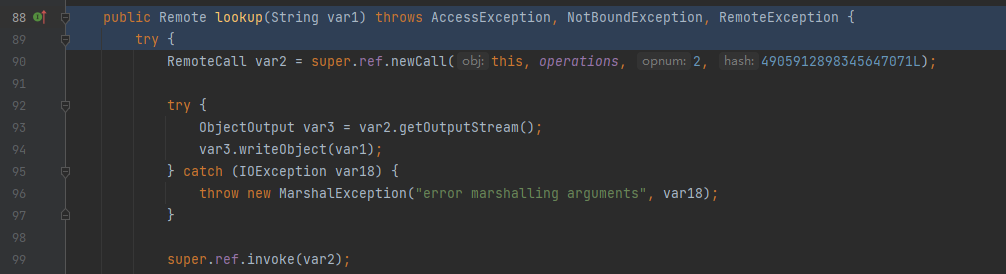 88 public Remote lookup(String var1) throws AccessException, NotBoundException, RemoteException {
89 try {
90 RemoteCall var2 = super.ref.newCall( obj: this, operations, opnum: 2, hash: 4905912898345647071L);
91
92 try {
93 ObjectOutput var3 = var2.getOutputStream();
94 var3.writeObject(var1);
95 } catch (IOException var18) {
96 throw new MarshalException("error marshalling arguments", var18);
97 }
98
99 super.ref.invoke(var2);